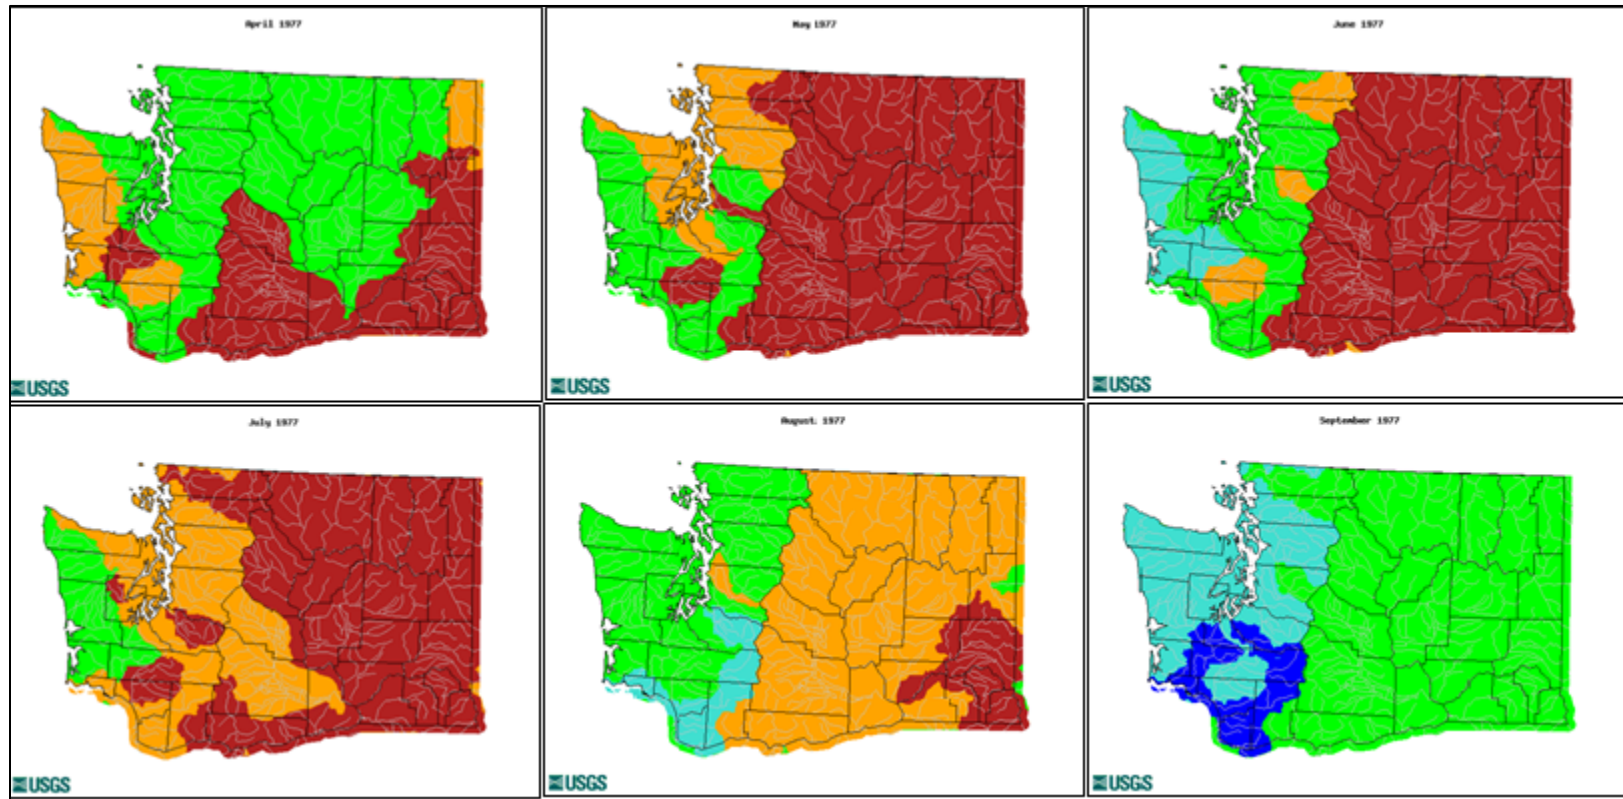 April 1977
May 1977
June 1977
USGS
USGS
USGS
July 1977
August 1977
September 1977
USGS
USGS
USGS